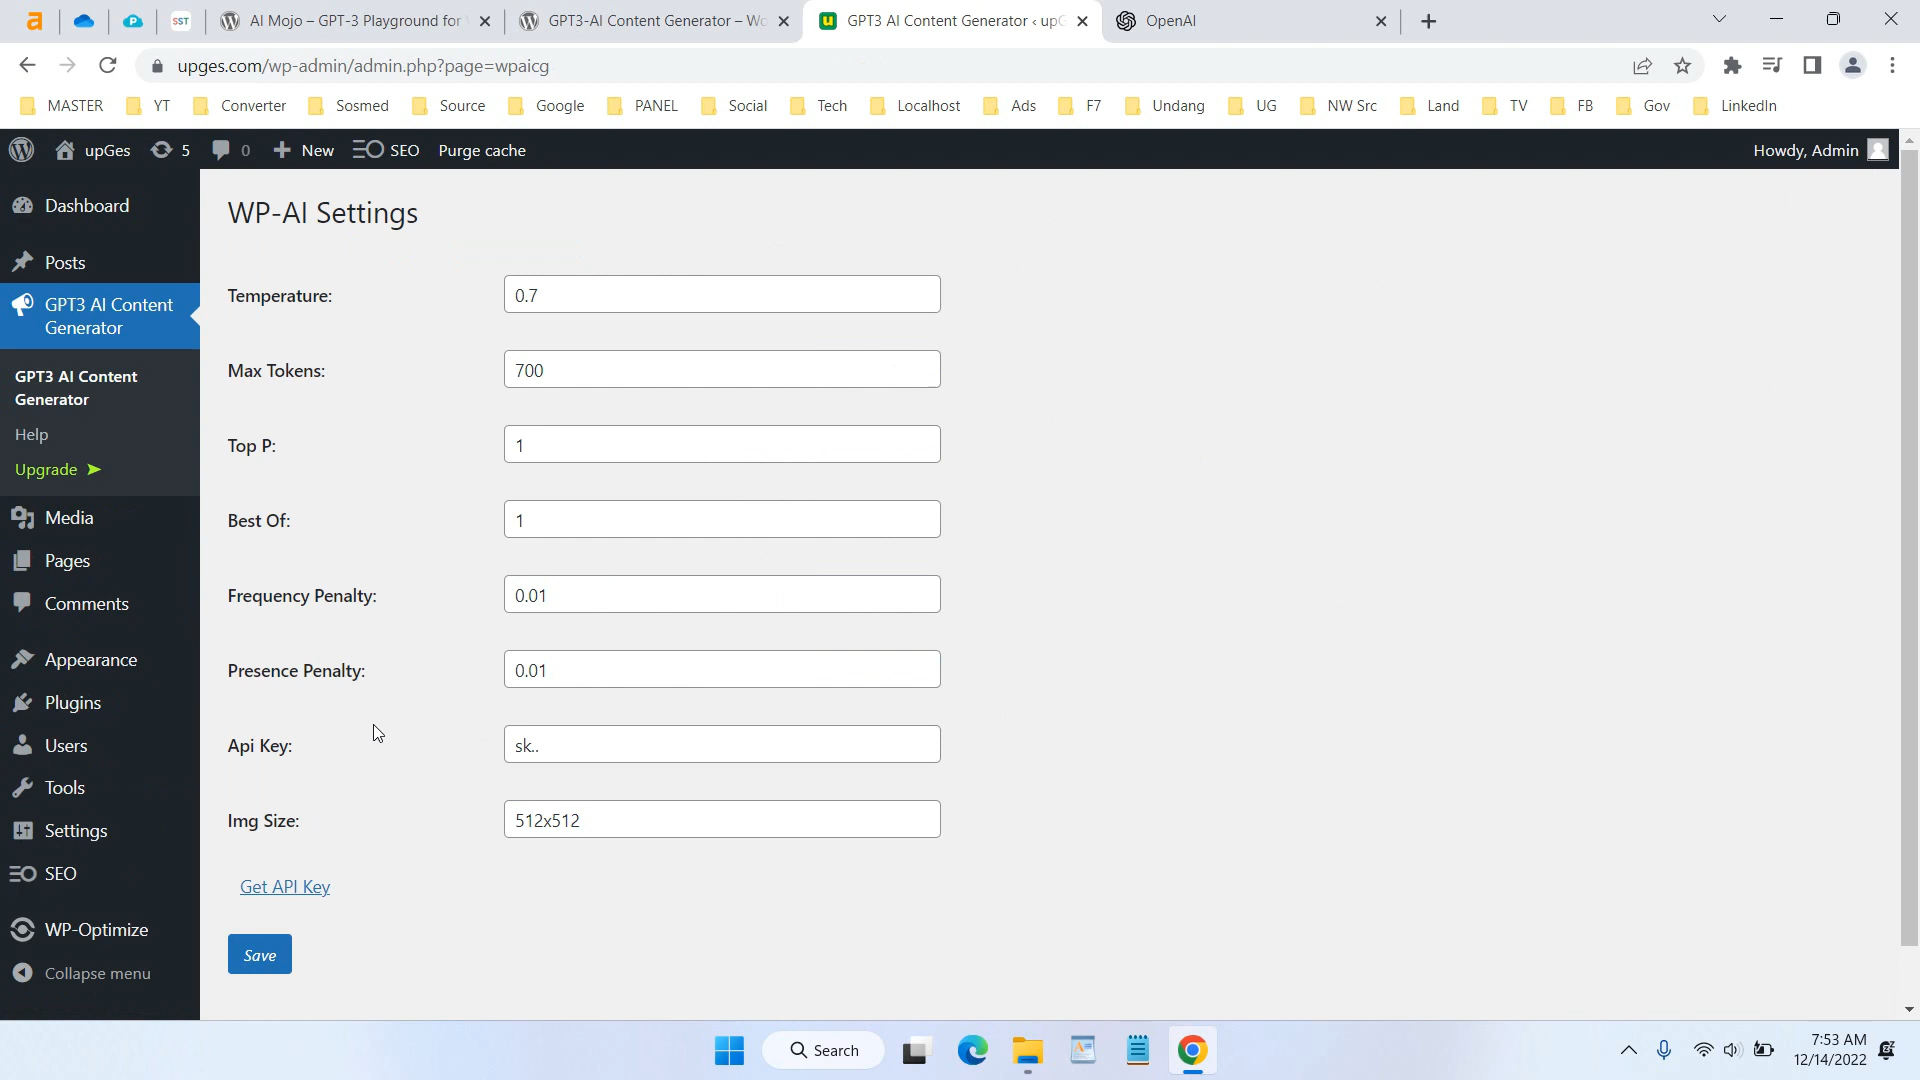 AI Mojo – GPT-3 Playground for
GPT3-AI Content Generator – Wo
GPT3 AI Content Generator ‹ upG
OpenAI
upges.com/wp-admin/admin.php?page=wpaicg
MASTER
YT
Converter
Sosmed
Source
Google
PANEL
Social
Tech
Localhost
Ads
F7
Undang
UG
NW Src
Land
TV
FB
Gov
LinkedIn
upGes
5
0
New
SEO
Purge cache
Howdy, Admin
Dashboard
Posts
GPT3 AI Content
Generator
GPT3 AI Content
Generator
Help
Upgrade ➤
Media
Pages
Comments
Appearance
Plugins
Users
Tools
Settings
SEO
WP-Optimize
Collapse menu
WP-AI Settings
Temperature:
0.7
Max Tokens:
700
Top P:
1
Best Of:
1
Frequency Penalty:
0.01
Presence Penalty:
0.01
Api Key:
sk..
Img Size:
512x512
Get API Key
Save
Search
7:53 AM
12/14/2022
SST
a
u
P